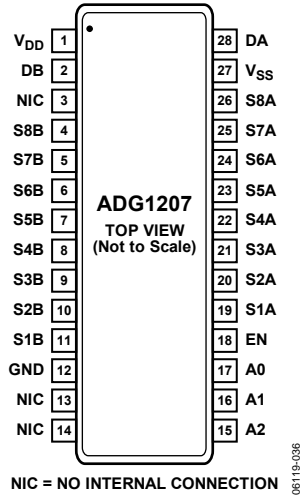 VDD 1 28 DA
DB 2 27 VSS
NIC 3 26 S8A
S8B 4 25 S7A
S7B 5 24 S6A
S6B 6 23 S5A
S5B 7 22 S4A
S4B 8 21 S3A
S3B 9 20 S2A
S2B 10 19 S1A
S1B 11 18 EN
GND 12 17 A0
NIC 13 16 A1
NIC 14 15 A2
ADG1207
TOP VIEW
(Not to Scale)
NIC = NO INTERNAL CONNECTION
06119-036